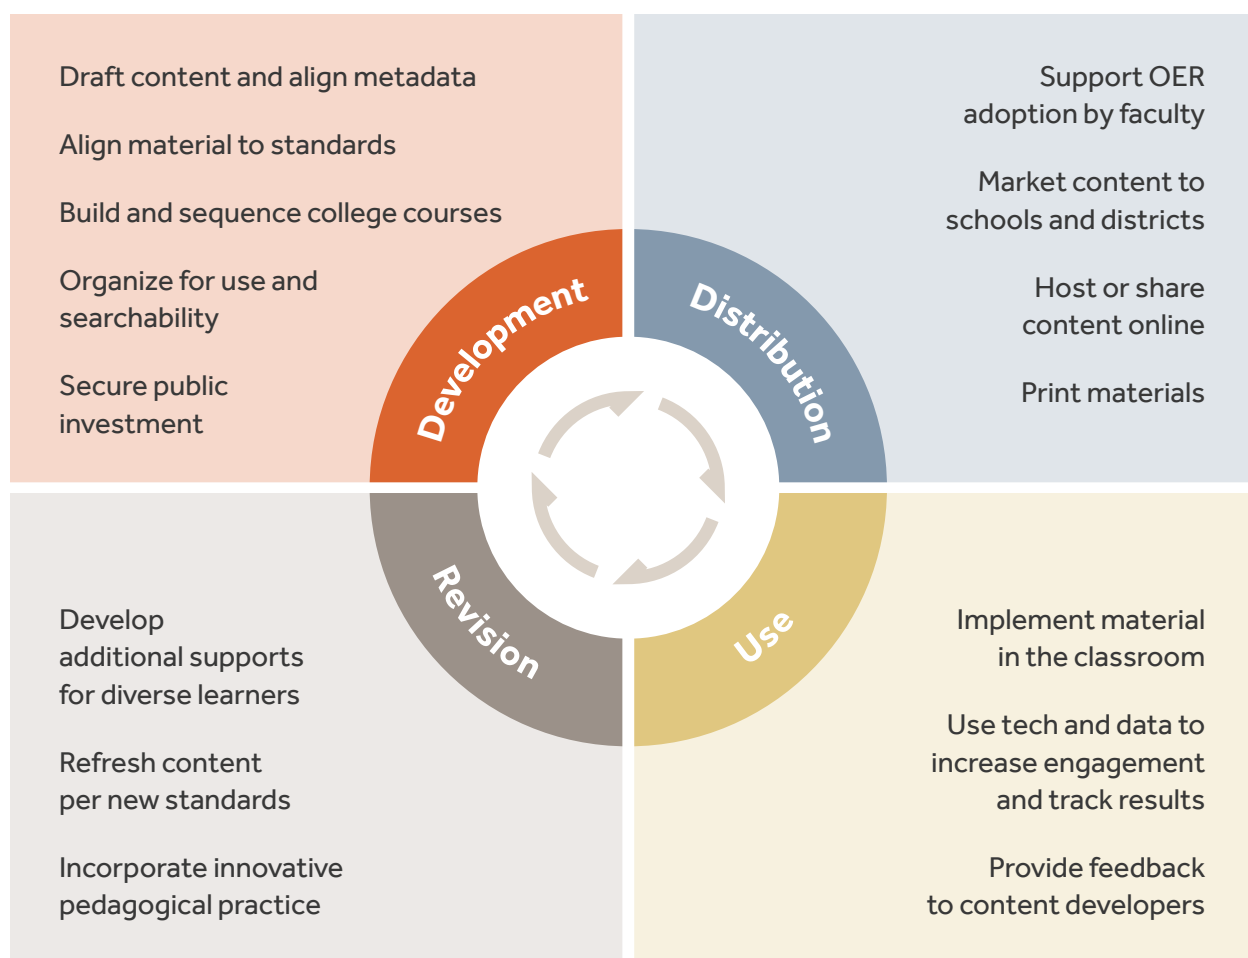 Draft content and align metadata
Align material to standards
Build and sequence college courses
Organize for use and
searchability
Secure public
investment
Development
Support OER
adoption by faculty
Market content to
schools and districts
Host or share
content online
Print materials
Distribution
Revision
Develop
additional supports
for diverse learners
Refresh content
per new standards
Incorporate innovative
pedagogical practice
Use
Implement material
in the classroom
Use tech and data to
increase engagement
and track results
Provide feedback
to content developers